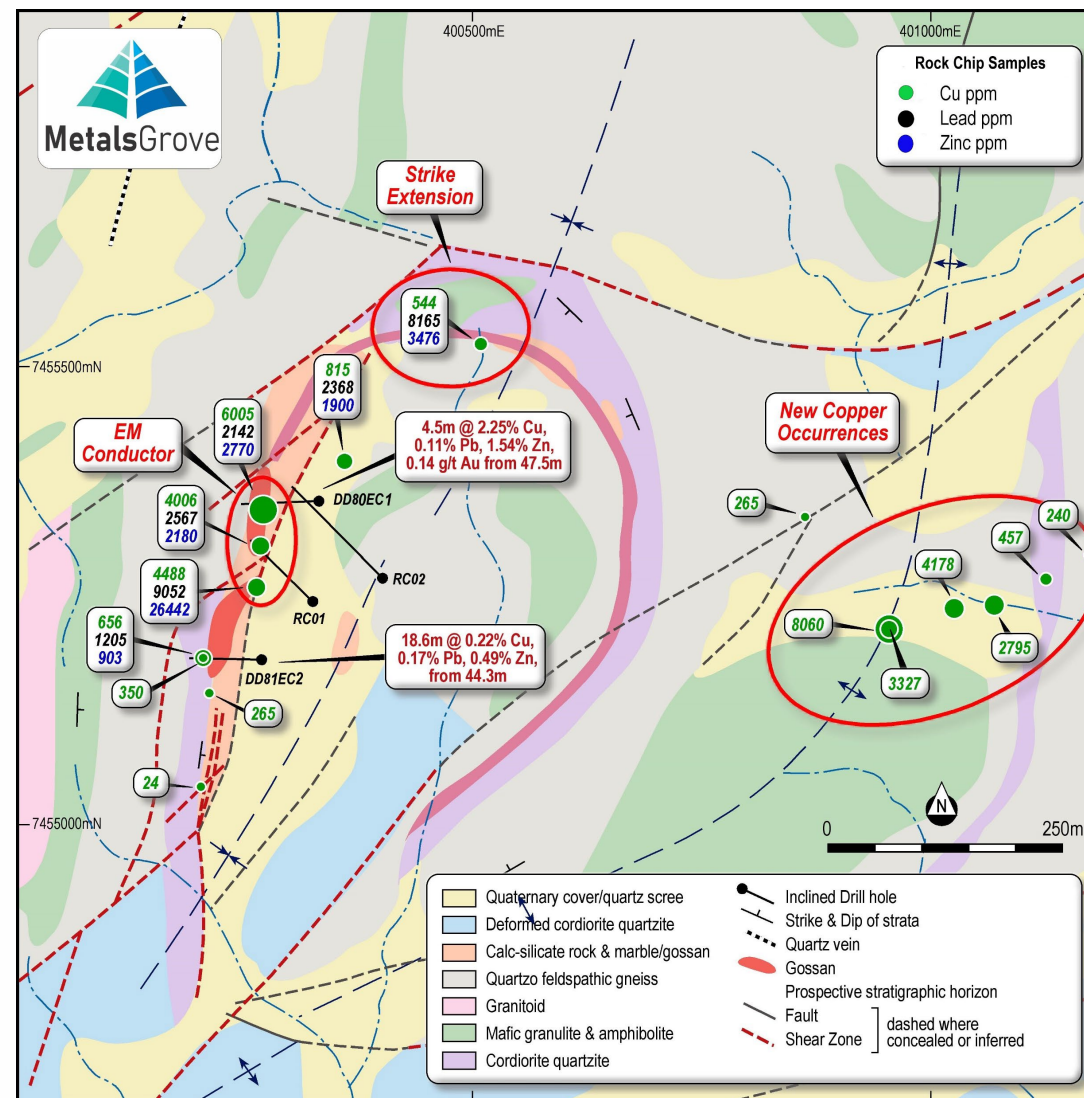 400500mE
401000mE
MetalsGrove
Rock Chip Samples
Cu ppm
Lead ppm
Zinc ppm
Strike
Extension
544
8165
3476
7455500mN
815
2368
1900
6005
2142
2770
EM
Conductor
4.5m @ 2.25% Cu,
0.11% Pb, 1.54% Zn,
0.14 g/t Au from 47.5m
New Copper
Occurrences
DD80EC1
265
240
457
4006
2567
2180
4178
4488
9052
26442
RC02
RC01
656
1205
903
8060
2795
18.6m @ 0.22% Cu,
0.17% Pb, 0.49% Zn,
from 44.3m
DD81EC2
350
265
3327
24
N
7455000mN
0
250m
Quaternary cover/quartz scree
Deformed cordiorite quartzite
Calc-silicate rock & marble/gossan
Quartzo feldspathic gneiss
Granitoid
Mafic granulite & amphibolite
Cordiorite quartzite
Inclined Drill hole
Strike & Dip of strata
Quartz vein
Gossan
Prospective stratigraphic horizon
Fault
Shear Zone
dashed where
concealed or inferred